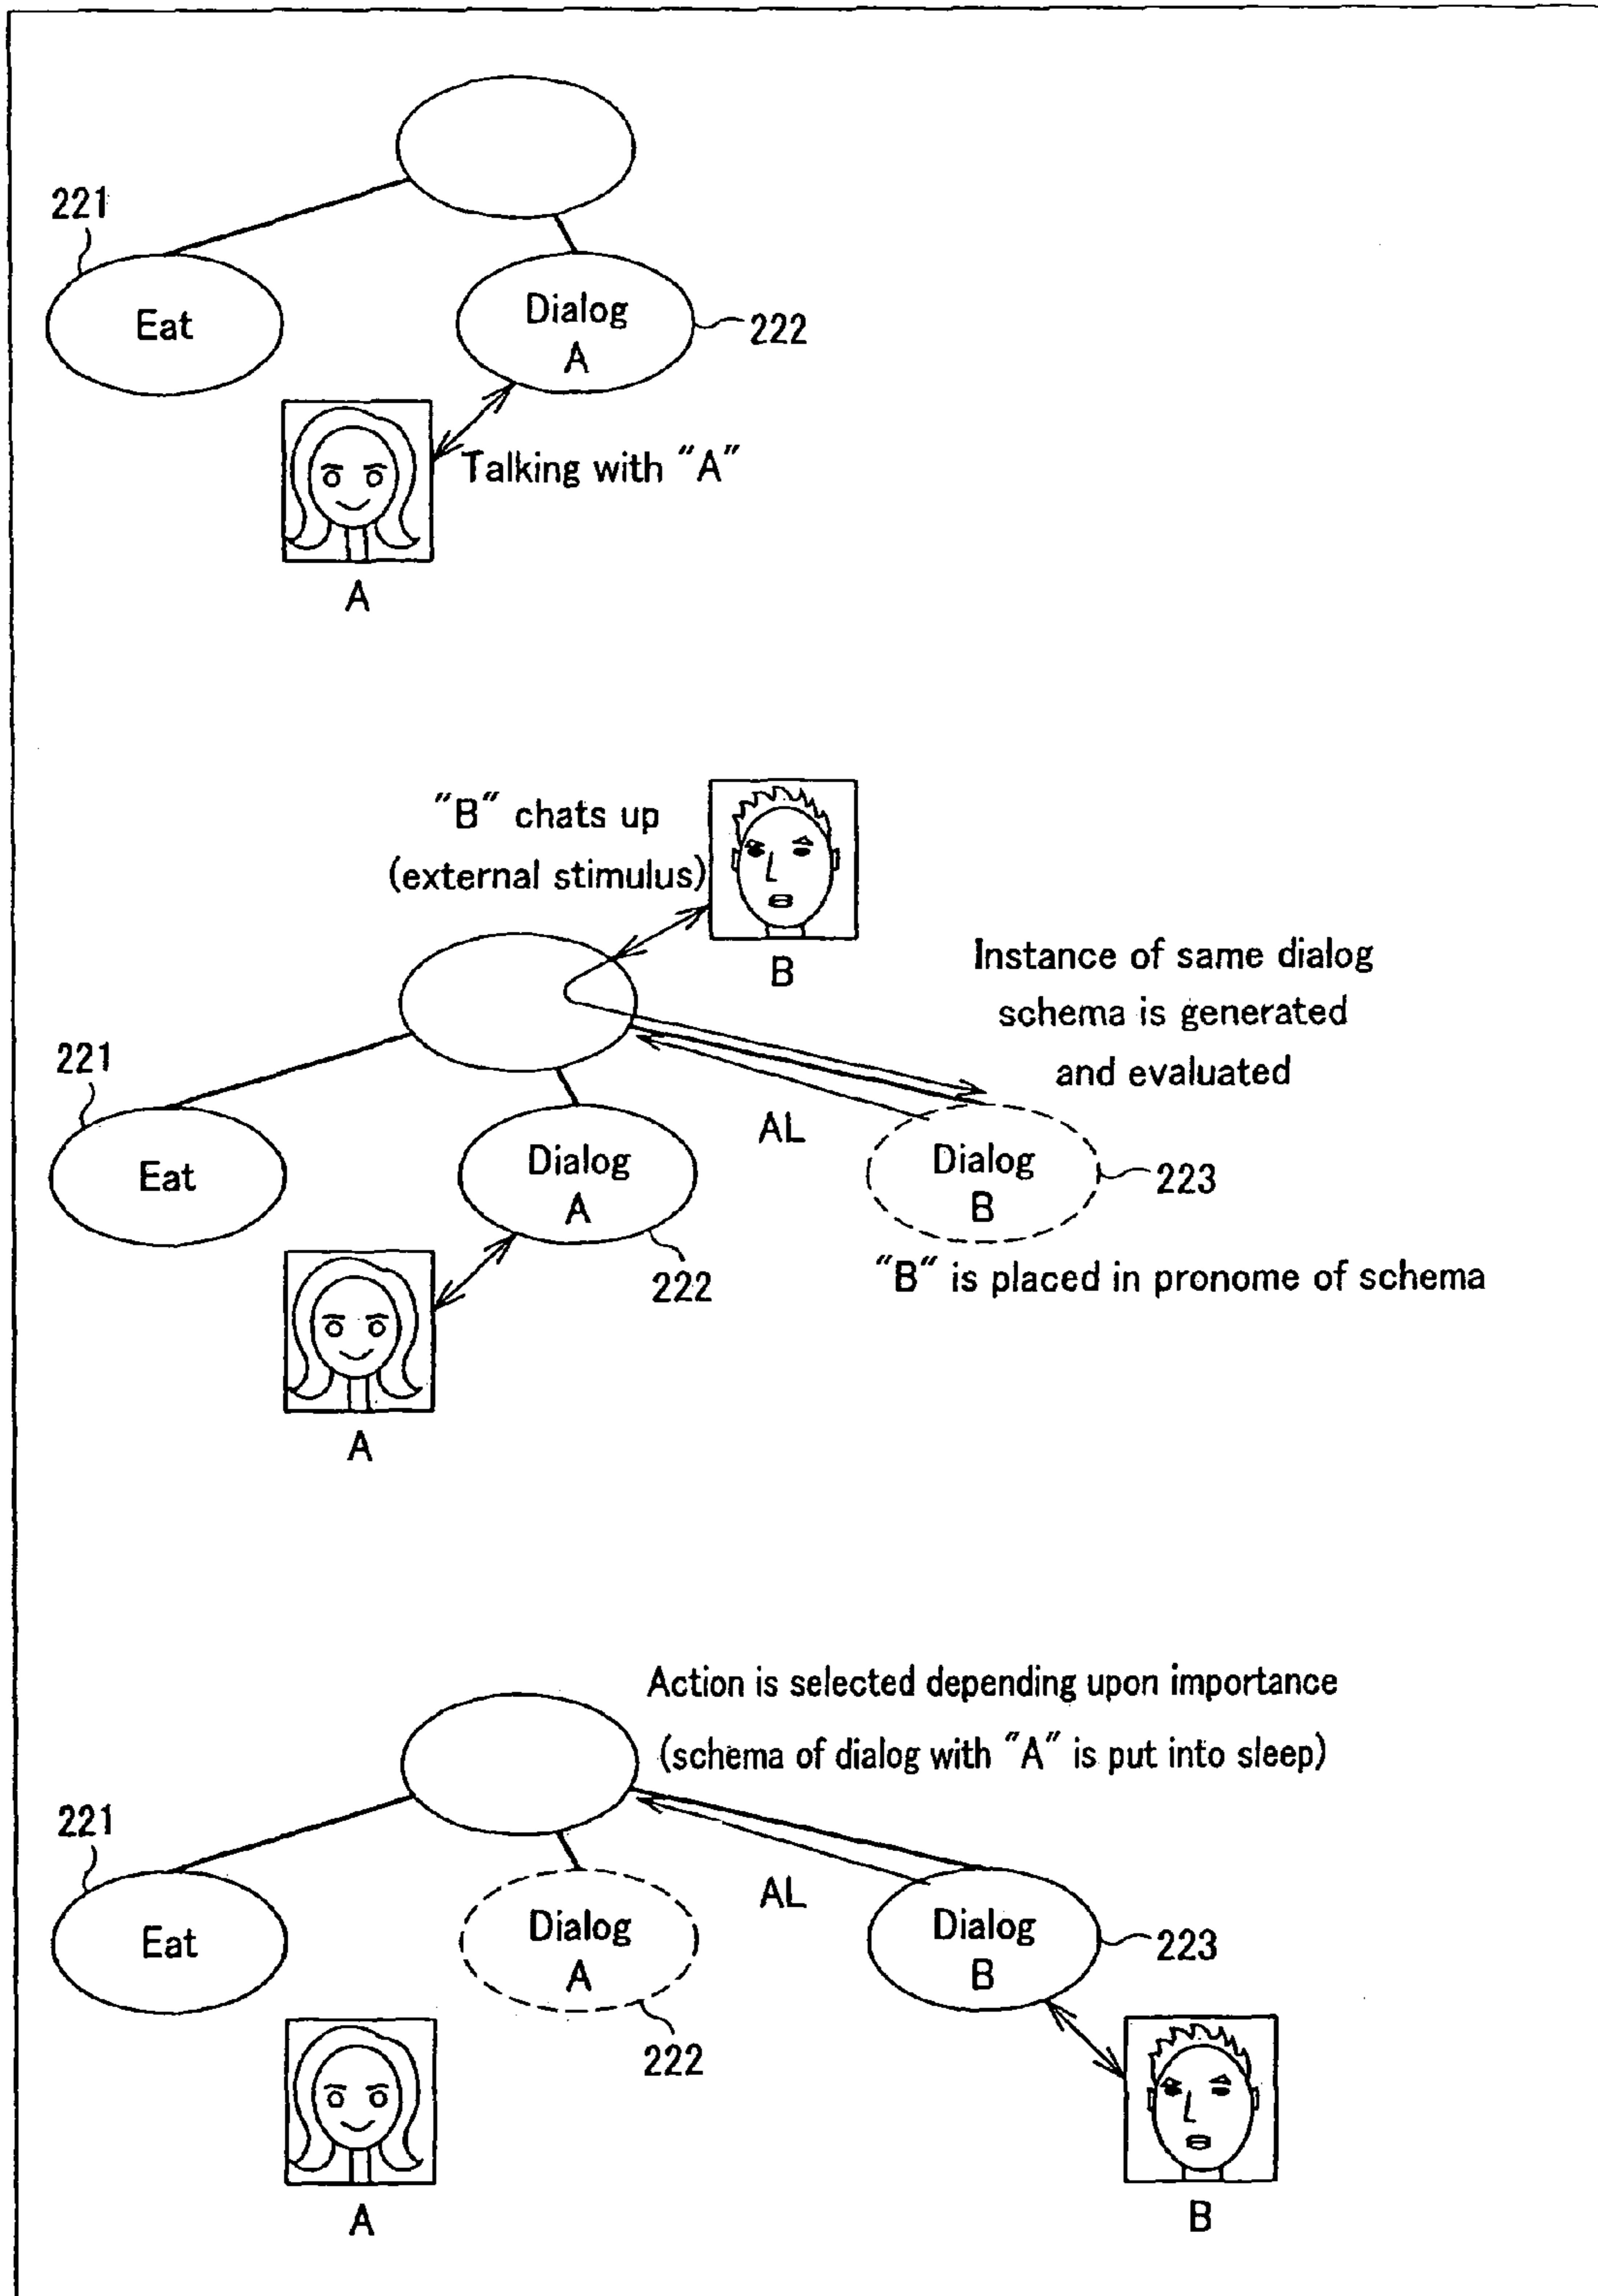 221
Eat
Dialog
A
222
Talking with "A"
A
"B" chats up
(external stimulus)
B
Instance of same dialog
schema is generated
and evaluated
221
Eat
Dialog
A
222
AL
Dialog
B
223
"B" is placed in pronome of schema
A
Action is selected depending upon importance
(schema of dialog with "A" is put into sleep)
221
Eat
Dialog
A
222
AL
Dialog
B
223
A
B